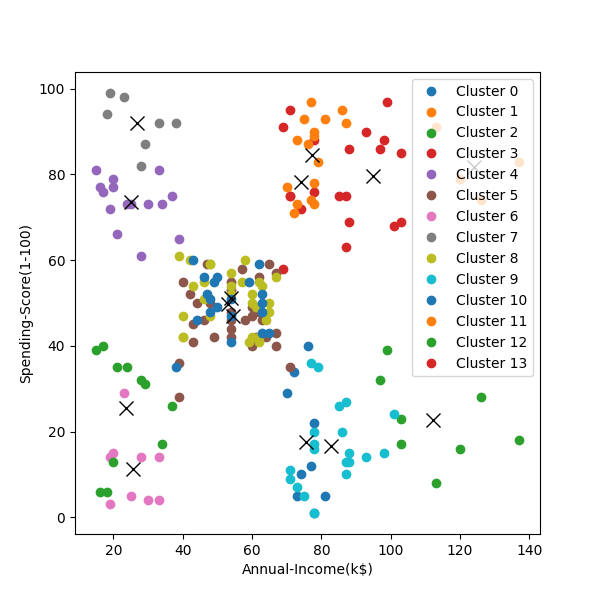 100
80
60
40
20
0
Spending-Score(1-100)
20
40
60
80
100
120
140
Annual-Income(k$)
Cluster 0
Cluster 1
Cluster 2
Cluster 3
Cluster 4
Cluster 5
Cluster 6
Cluster 7
Cluster 8
Cluster 9
Cluster 10
Cluster 11
Cluster 12
Cluster 13